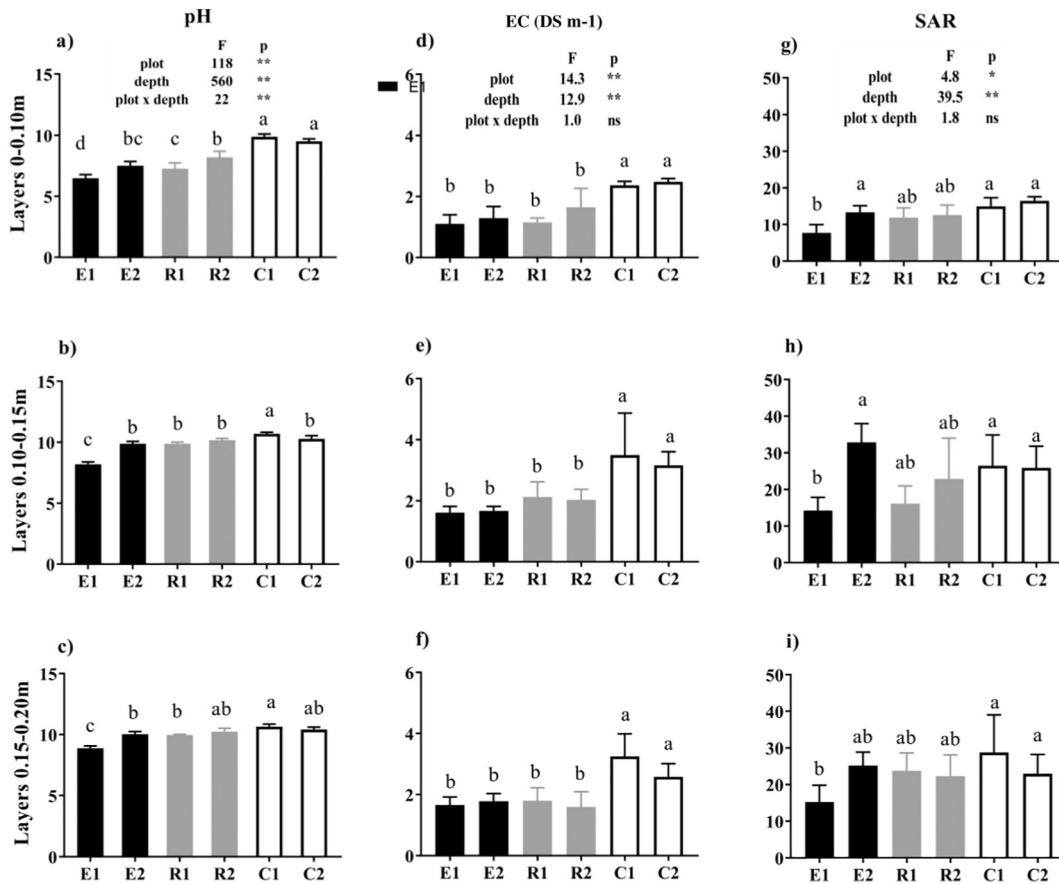 pH
EC (DS m-1)
SAR
a)
F p
plot 118 **
depth 560 **
plot x depth 22 **
15
10
5
0
d bc c b a a
E1 E2 R1 R2 C1 C2
Layers 0-0.10m
d)
F p
plot 14.3 **
depth 12.9 **
plot x depth 1.0 ns
E1
6
4
2
0
b b b b a a
E1 E2 R1 R2 C1 C2
g)
F p
plot 4.8 *
depth 39.5 **
plot x depth 1.8 ns
50
40
30
20
10
0
b a ab ab a a
E1 E2 R1 R2 C1 C2
b)
15
10
5
0
c b b b a b
E1 E2 R1 R2 C1 C2
Layers 0.10-0.15m
e)
6
4
2
0
b b b b a a
E1 E2 R1 R2 C1 C2
h)
50
40
30
20
10
0
b a ab ab a a
E1 E2 R1 R2 C1 C2
c)
15
10
5
0
c b b ab a ab
E1 E2 R1 R2 C1 C2
Layers 0.15-0.20m
f)
6
4
2
0
b b b b a a
E1 E2 R1 R2 C1 C2
i)
50
40
30
20
10
0
b ab ab ab a a
E1 E2 R1 R2 C1 C2